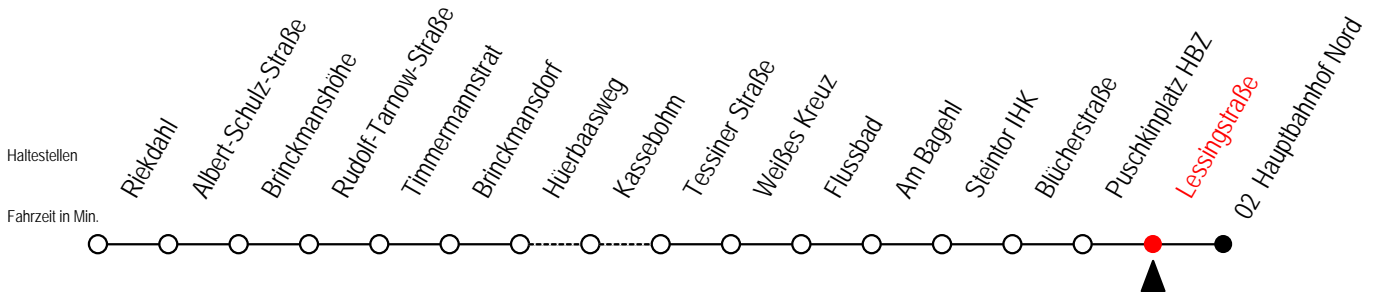 Haltestellen
Fahrzeit in Min.
Riekdahl
Albert-Schulz-Straße
Brinckmanshöhe
Rudolf-Tarnow-Straße
Timmermannstrat
Brinckmansdorf
Hüerbaasweg
Kassebohm
Tessiner Straße
Weißes Kreuz
Flussbad
Am Bagehl
Steintor IHK
Blücherstraße
Puschkinplatz HBZ
Lessingstraße
02 Hauptbahnhof Nord